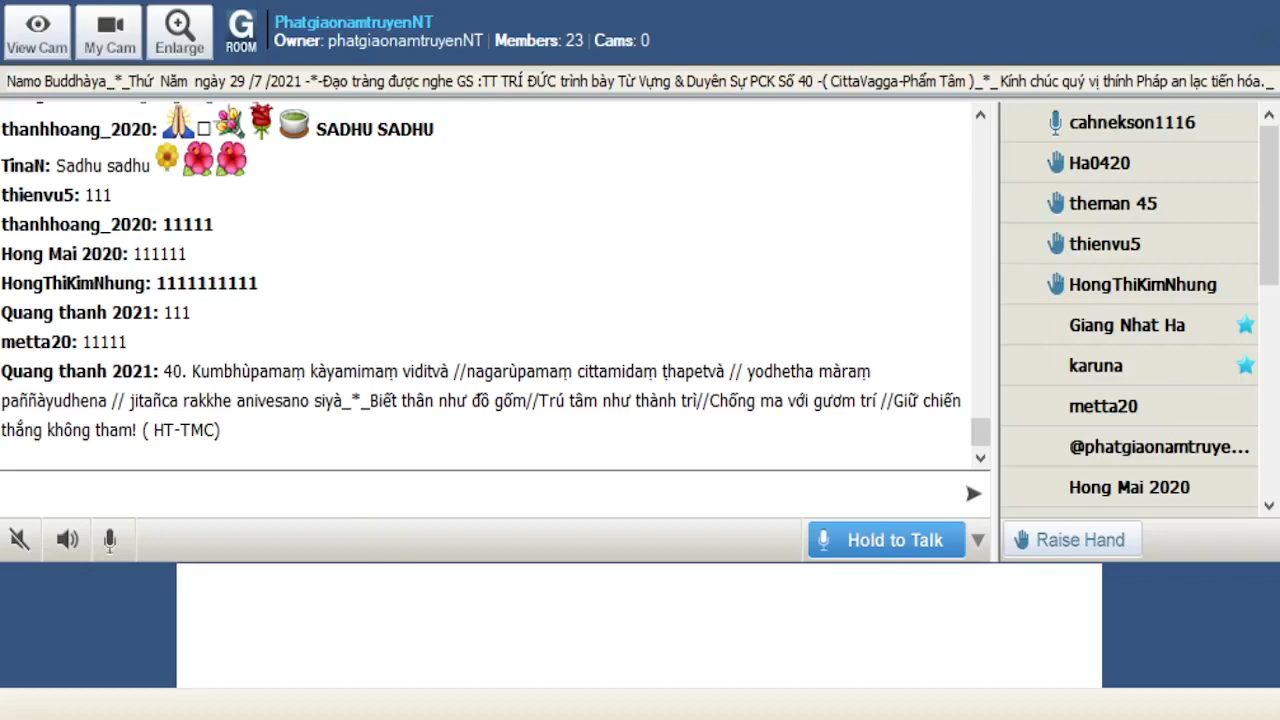 View Cam
My Cam
Enlarge
G
ROOM
PhatgiaonamtruyenNT
Owner: phatgiaonamtruyenNT | Members: 23 | Cams: 0
Namo Buddhàya_*_Thứ Năm ngày 29 /7 /2021 -*-Đạo tràng được nghe GS :TT TRÍ ĐỨC trình bày Từ Vựng & Duyên Sự PCK Số 40 -( CittaVagga-Phẩm Tâm )_*_ Kính chúc quý vị thính Pháp an lạc tiến hóa._
thanhhoang_2020: SADHU SADHU
TinaN: Sadhu sadhu
thienvu5: 111
thanhhoang_2020: 11111
Hong Mai 2020: 111111
HongThiKimNhung: 1111111111
Quang thanh 2021: 111
metta20: 11111
Quang thanh 2021: 40. Kumbhùpamaṃ kàyamimaṃ viditvà //nagarùpamaṃ cittamidaṃ ṭhapetvà // yodhetha màraṃ
paññàyudhena // jitañca rakkhe anivesano siyà_*_Biết thân như đồ gốm//Trú tâm như thành trì//Chống ma với gươm trí //Giữ chiến
thắng không tham! ( HT-TMC)
cahnekson1116
Ha0420
theman 45
thienvu5
HongThiKimNhung
Giang Nhat Ha
karuna
metta20
@phatgiaonamtruye...
Hong Mai 2020
Hold to Talk
Raise Hand